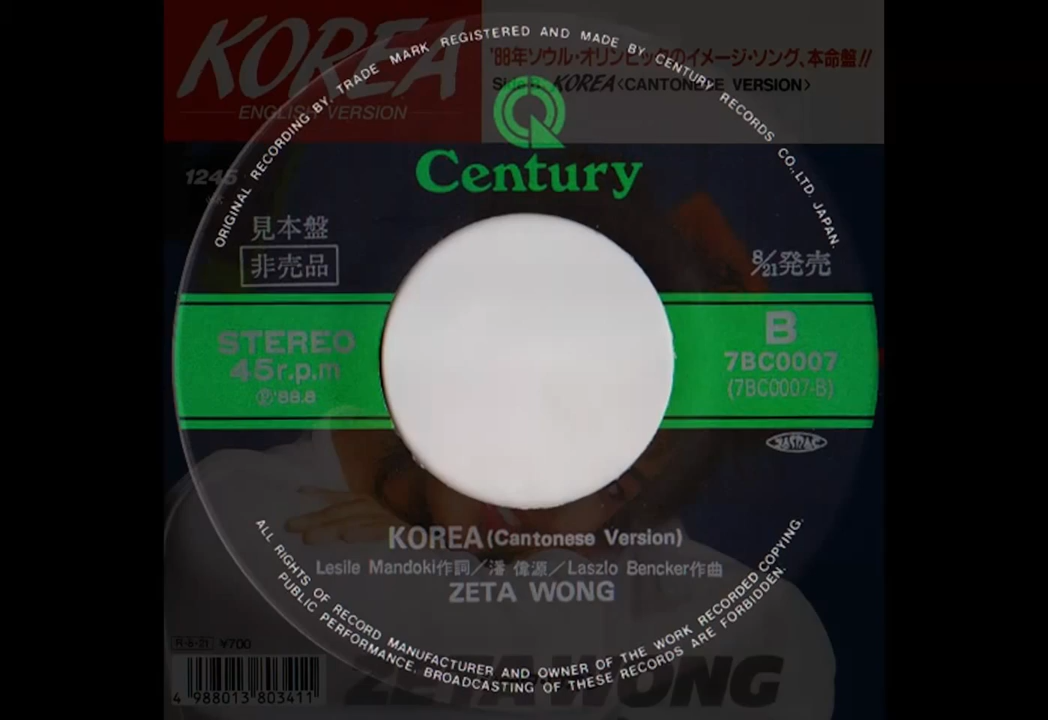 KOREA
ENGLISH VERSION
'88年ソウル・オリンピックのイメージ・ソング、本命盤!!
KOREA<CANTONESE VERSION>
ORIGINAL RECORDING BY. TRADE MARK REGISTERED AND MADE BY. CENTURY RECORDS CO.,LTD. JAPAN.
Century
1245
見本盤
非売品
8/21発売
STEREO
45r.p.m
Ⓟ'88.8
B
7BC0007
(7BC0007-B)
JASRAC
KOREA(Cantonese Version)
Lesile Mandoki作詞／潘 偉源／Laszlo Bencker作曲
ZETA WONG
ALL RIGHTS OF RECORD MANUFACTURER AND OWNER OF THE WORK RECORDED COPYING.
PUBLIC PERFORMANCE. BROADCASTING OF THESE RECORDS ARE FORBIDDEN.
R-8-21 ¥700
4 988013 803411
ZETA WONG